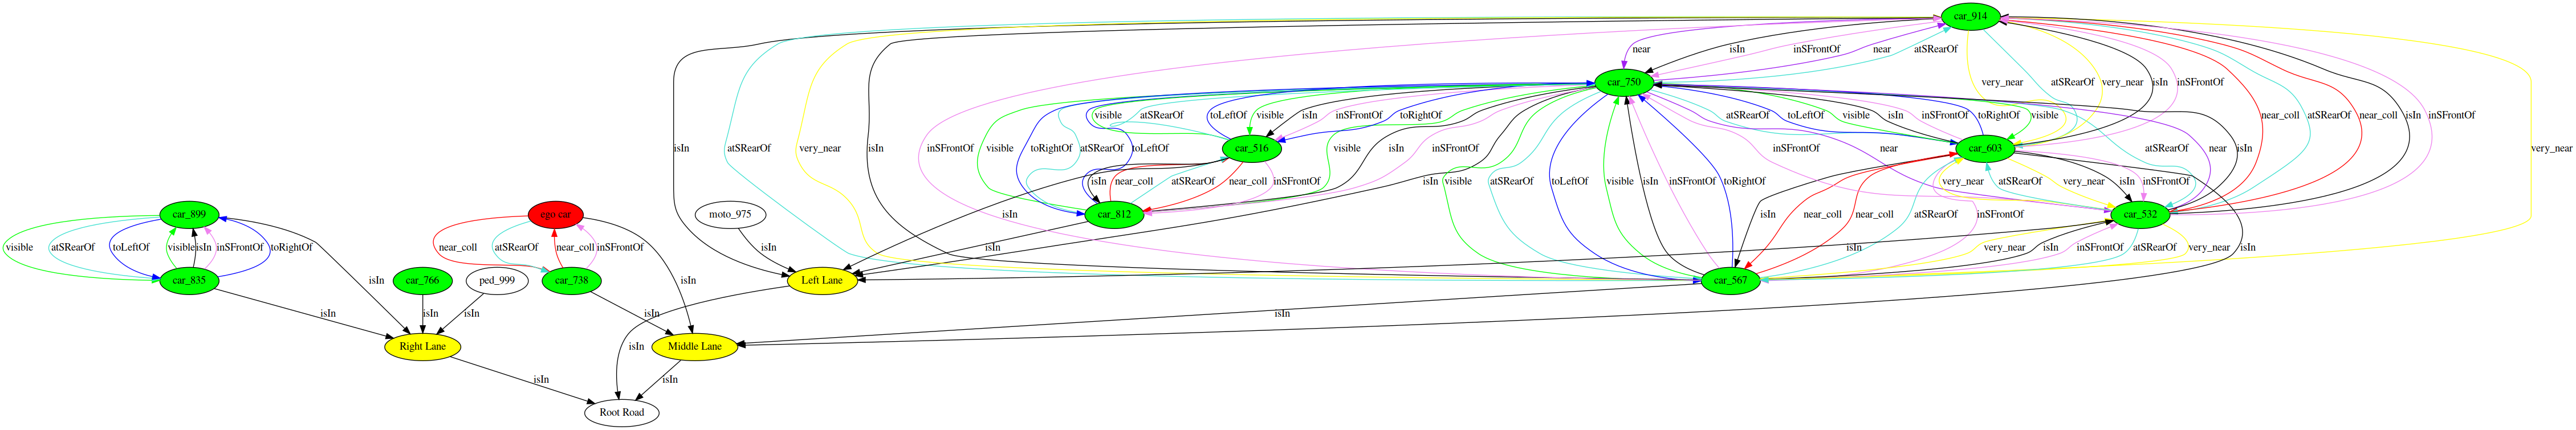 car_914
car_750
near
isIn
inSFrontOf
near
atSRearOf
very_near
atSRearOf
very_near
isIn
inSFrontOf
near_coll
atSRearOf
near_coll
isIn
inSFrontOf
visible
atSRearOf
toLeftOf
visible
isIn
inSFrontOf
toRightOf
atSRearOf
toLeftOf
visible
isIn
inSFrontOf
toRightOf
visible
isIn
atSRearOf
very_near
isIn
inSFrontOf
visible
toRightOf
atSRearOf
toLeftOf
car_516
visible
isIn
inSFrontOf
inSFrontOf
near
car_603
atSRearOf
near
isIn
very_near
isIn
near_coll
atSRearOf
near_coll
inSFrontOf
isIn
visible
atSRearOf
toLeftOf
visible
isIn
inSFrontOf
toRightOf
very_near
atSRearOf
very_near
isIn
inSFrontOf
car_899
ego car
moto_975
car_812
car_532
isIn
near_coll
near_coll
atSRearOf
inSFrontOf
visible
atSRearOf
toLeftOf
visible
isIn
inSFrontOf
toRightOf
near_coll
atSRearOf
near_coll
inSFrontOf
isIn
isIn
isIn
very_near
isIn
inSFrontOf
atSRearOf
very_near
isIn
isIn
car_835
car_766
ped_999
car_738
Left Lane
car_567
isIn
isIn
isIn
isIn
isIn
isIn
Right Lane
Middle Lane
isIn
isIn
isIn
Root Road